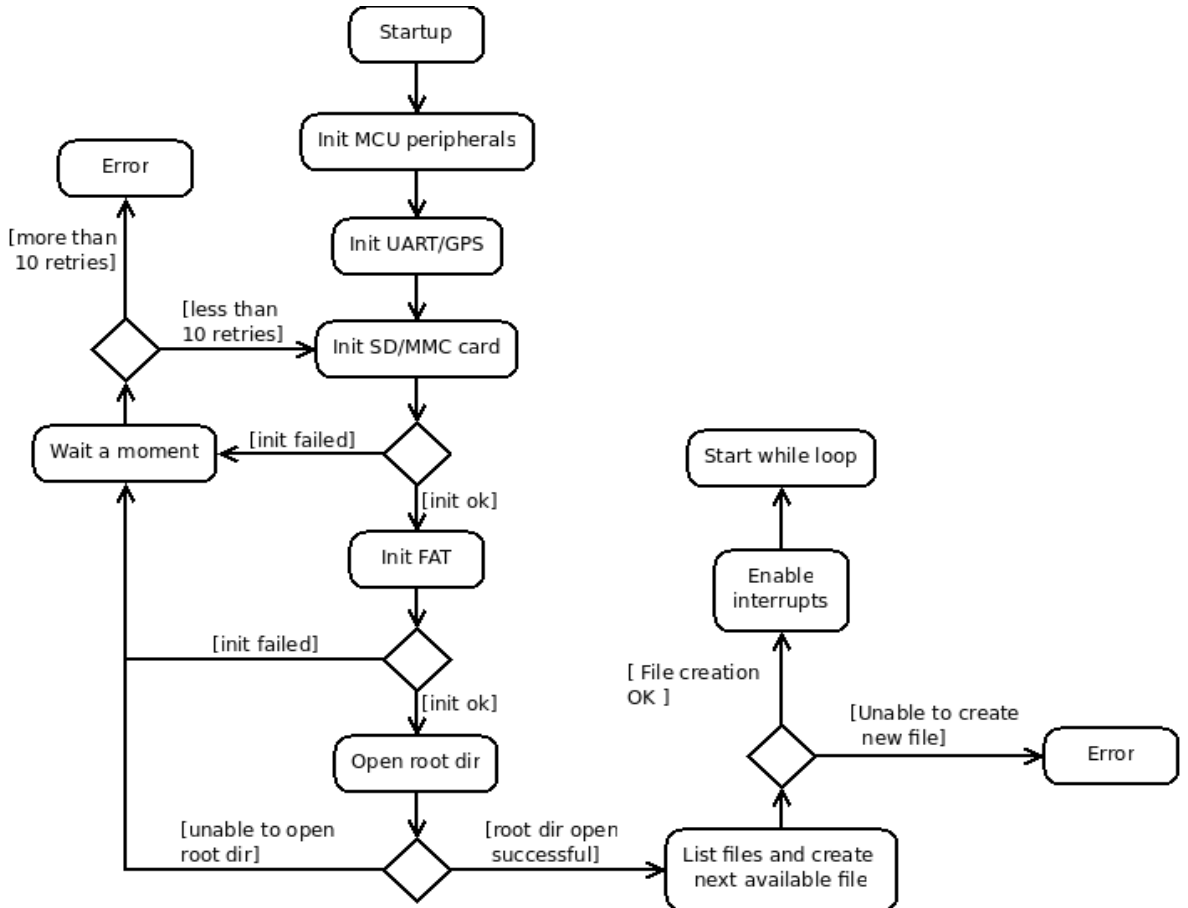 Startup
Init MCU peripherals
Error
[more than
10 retries]
Init UART/GPS
[less than
10 retries]
Init SD/MMC card
Wait a moment
[init failed]
Start while loop
[init ok]
Init FAT
Enable
interrupts
[init failed]
[ File creation
OK ]
[init ok]
[Unable to create
new file]
Open root dir
Error
[unable to open
root dir]
[root dir open
successful]
List files and create
next available file